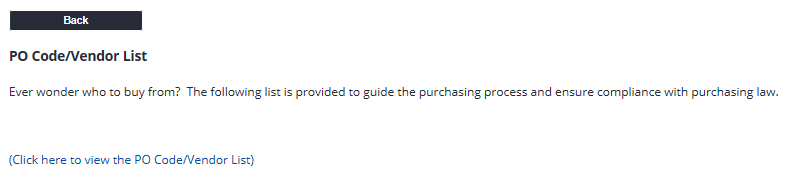 Back
PO Code/Vendor List
Ever wonder who to buy from?  The following list is provided to guide the purchasing process and ensure compliance with purchasing law.
(Click here to view the PO Code/Vendor List)